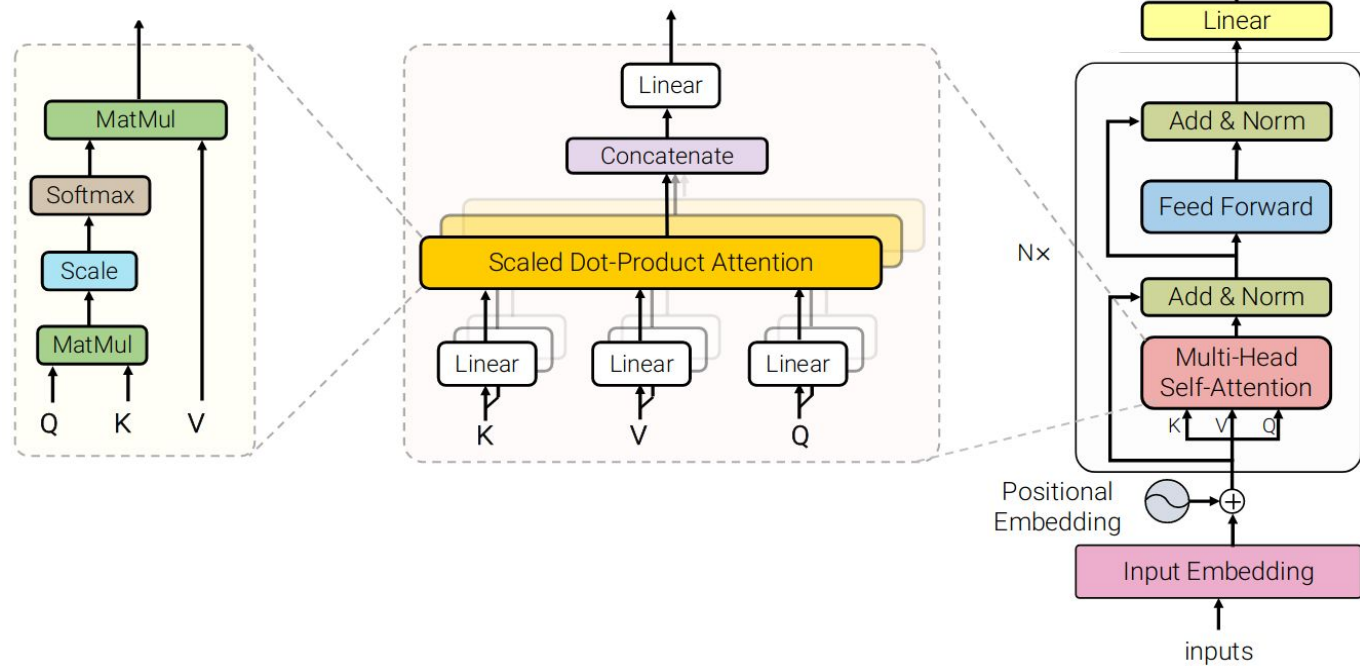 MatMul
Softmax
Scale
MatMul
Q K V
Linear
Concatenate
Scaled Dot-Product Attention
Linear Linear Linear
K V Q
Linear
Add & Norm
Feed Forward
N×
Add & Norm
Multi-Head
Self-Attention
K V Q
Positional
Embedding
+
Input Embedding
inputs